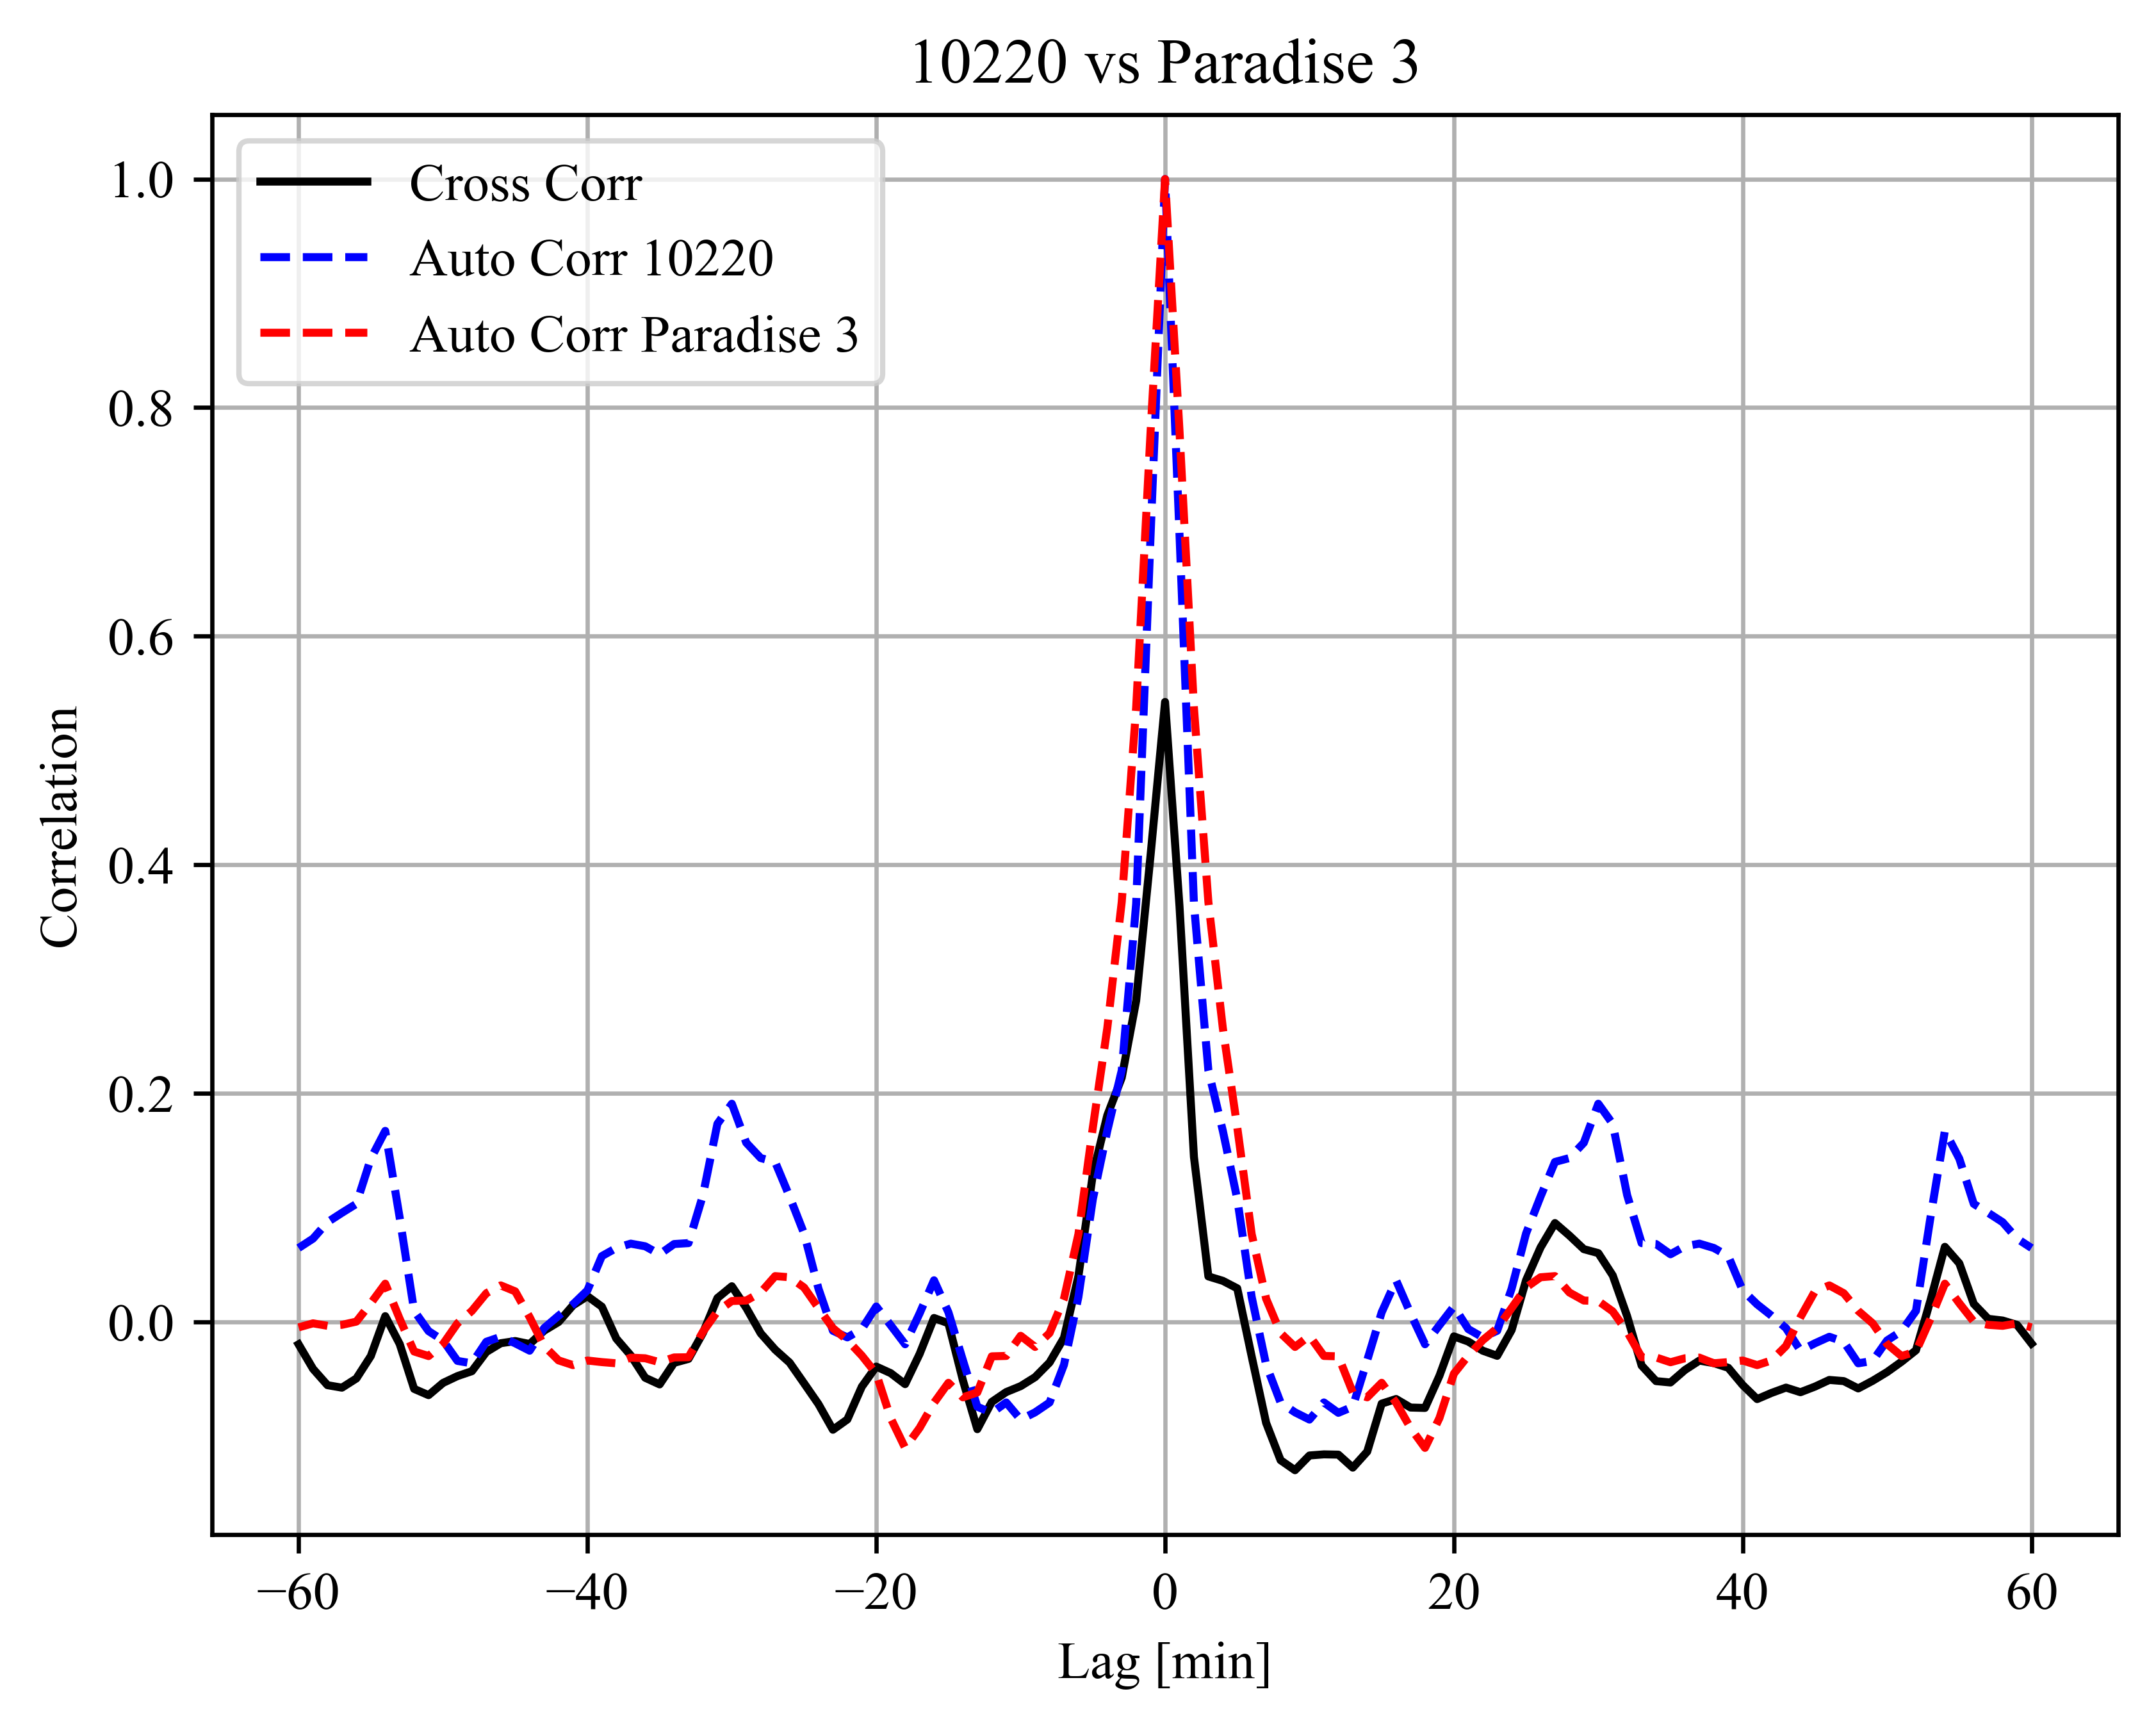 10220 vs Paradise 3
Cross Corr
Auto Corr 10220
Auto Corr Paradise 3
1.0
0.8
0.6
0.4
0.2
0.0
Correlation
−60 −40 −20 0 20 40 60
Lag [min]